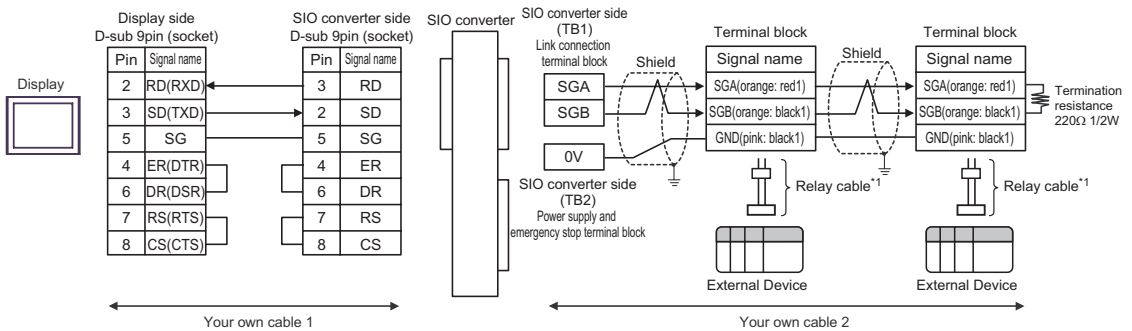 Display
Display side
D-sub 9pin (socket)
Pin Signal name
2 RD(RXD)
3 SD(TXD)
5 SG
4 ER(DTR)
6 DR(DSR)
7 RS(RTS)
8 CS(CTS)
SIO converter side
D-sub 9pin (socket)
Pin Signal name
3 RD
2 SD
5 SG
4 ER
6 DR
7 RS
8 CS
Your own cable 1
SIO converter
SIO converter side
(TB1)
Link connection
terminal block
SGA
SGB
0V
SIO converter side
(TB2)
Power supply and
emergency stop terminal block
Shield
Terminal block
Signal name
SGA(orange: red1)
SGB(orange: black1)
GND(pink: black1)
Relay cable*1
External Device
Shield
Terminal block
Signal name
SGA(orange: red1)
SGB(orange: black1)
GND(pink: black1)
Termination
resistance
220Ω 1/2W
Relay cable*1
External Device
Your own cable 2